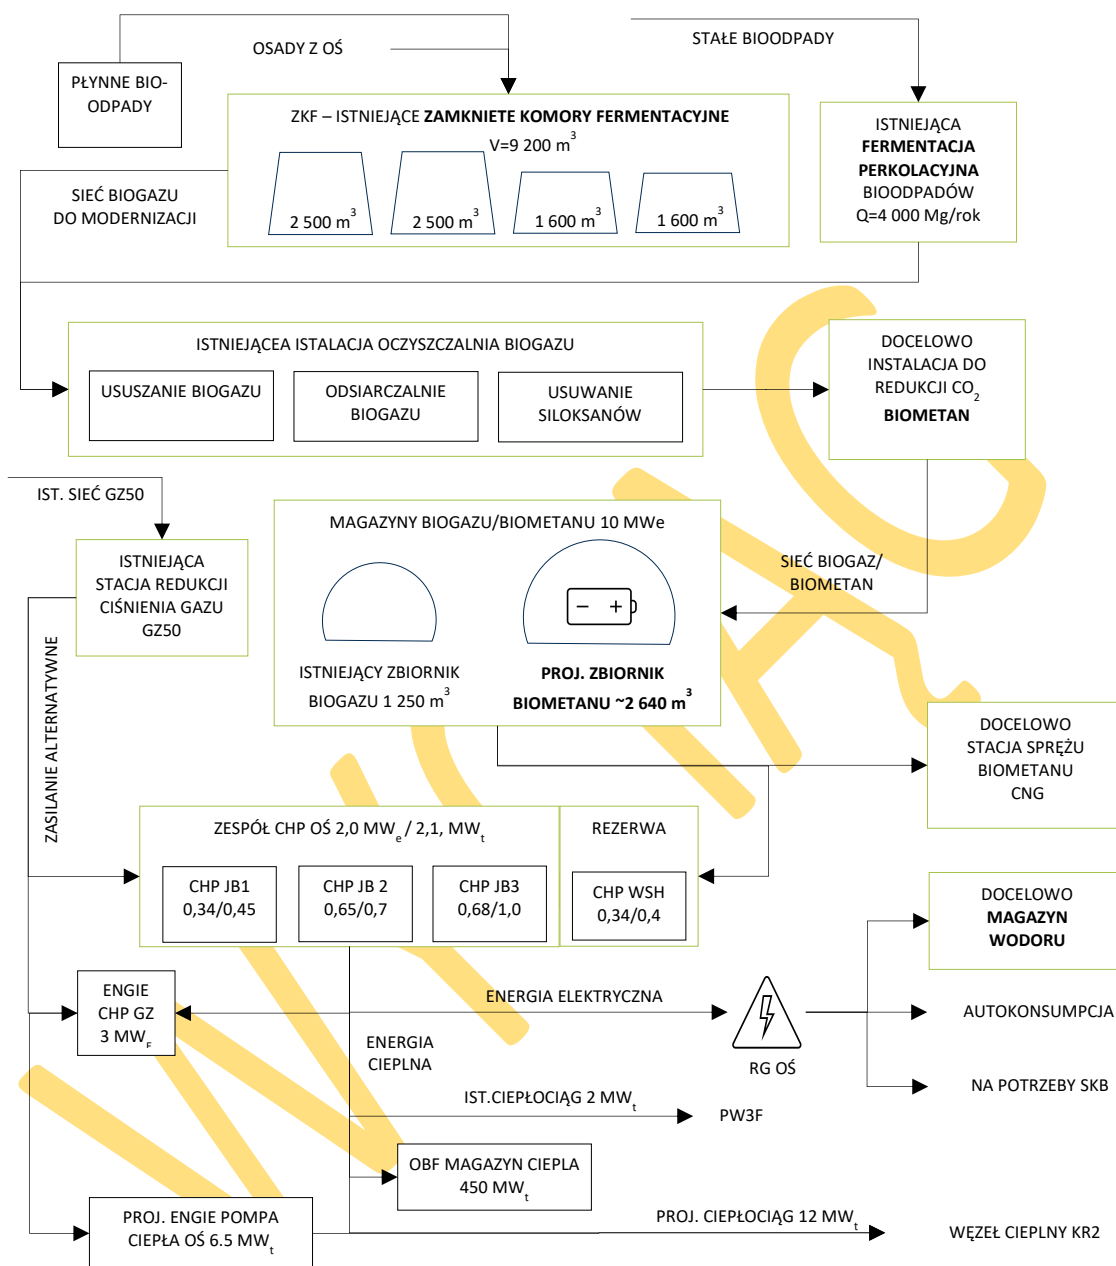 OSADY Z OŚ
STAŁE BIOODPADY
PŁYNNE BIO-
ODPADY
ZKF – ISTNIEJĄCE ZAMKNIETE KOMORY FERMENTACYJNE
V=9 200 m³
2 500 m³
2 500 m³
1 600 m³
1 600 m³
ISTNIEJĄCA
FERMENTACJA
PERKOLACYJNA
BIOODPADÓW
Q=4 000 Mg/rok
SIEĆ BIOGAZU
DO MODERNIZACJI
ISTNIEJĄCEA ISTALACJA OCZYSZCZALNIA BIOGAZU
USUSZANIE BIOGAZU
ODSIARCZALNIE
BIOGAZU
USUWANIE
SILOKSANÓW
DOCELOWO
INSTALACJA DO
REDUKCJI CO₂
BIOMETAN
IST. SIEĆ GZ50
ISTNIEJĄCA
STACJA REDUKCJI
CIŚNIENIA GAZU
GZ50
MAGAZYNY BIOGAZU/BIOMETANU 10 MWe
ISTNIEJĄCY ZBIORNIK
BIOGAZU 1 250 m³
PROJ. ZBIORNIK
BIOMETANU ~2 640 m³
SIEĆ BIOGAZ/
BIOMETAN
ZASILANIE ALTERNATYWNE
DOCELOWO
STACJA SPRĘŻU
BIOMETANU
CNG
ZESPÓŁ CHP OŚ 2,0 MWₑ / 2,1, MWₜ
CHP JB1
0,34/0,45
CHP JB 2
0,65/0,7
CHP JB3
0,68/1,0
REZERWA
CHP WSH
0,34/0,4
DOCELOWO
MAGAZYN
WODORU
ENGIE
CHP GZ
3 MW
ENERGIA ELEKTRYCZNA
ENERGIA
CIEPLNA
RG OŚ
AUTOKONSUMPCJA
NA POTRZEBY SKB
IST.CIEPŁOCIĄG 2 MWₜ
PW3F
OBF MAGAZYN CIEPLA
450 MWₜ
PROJ. ENGIE POMPA
CIEPŁA OŚ 6.5 MWₜ
PROJ. CIEPŁOCIĄG 12 MWₜ
WĘZEŁ CIEPLNY KR2